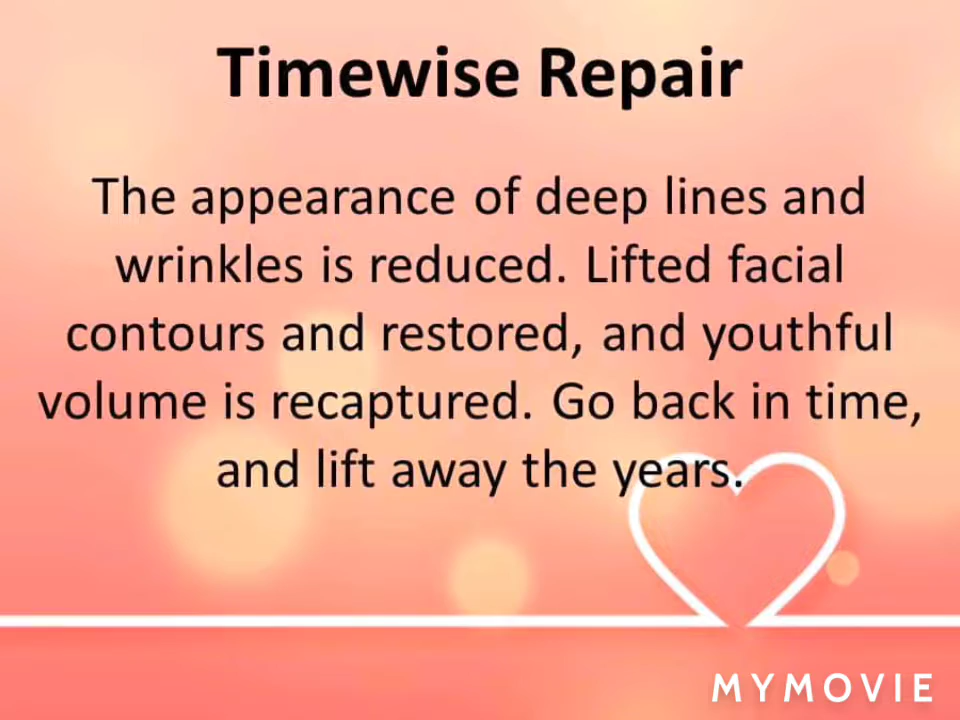 Timewise Repair
The appearance of deep lines and
wrinkles is reduced. Lifted facial
contours and restored, and youthful
volume is recaptured. Go back in time,
and lift away the years.
MYMOVIE